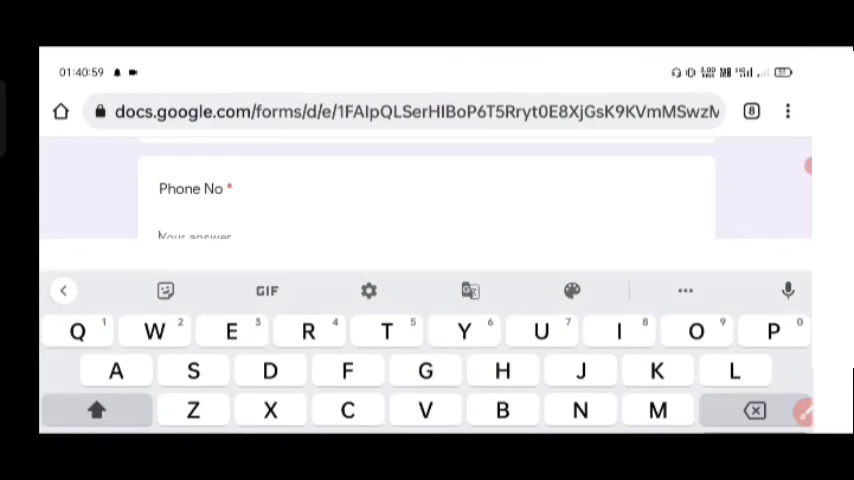 01:40:59
docs.google.com/forms/d/e/1FAIpQLSerHIBoP6T5Rryt0E8XjGsK9KVmMSwzM
8
Phone No *
Your answer
GIF
Q 1 W 2 E 3 R 4 T 5 Y 6 U 7 I 8 O 9 P 0
A S D F G H J K L
Z X C V B N M